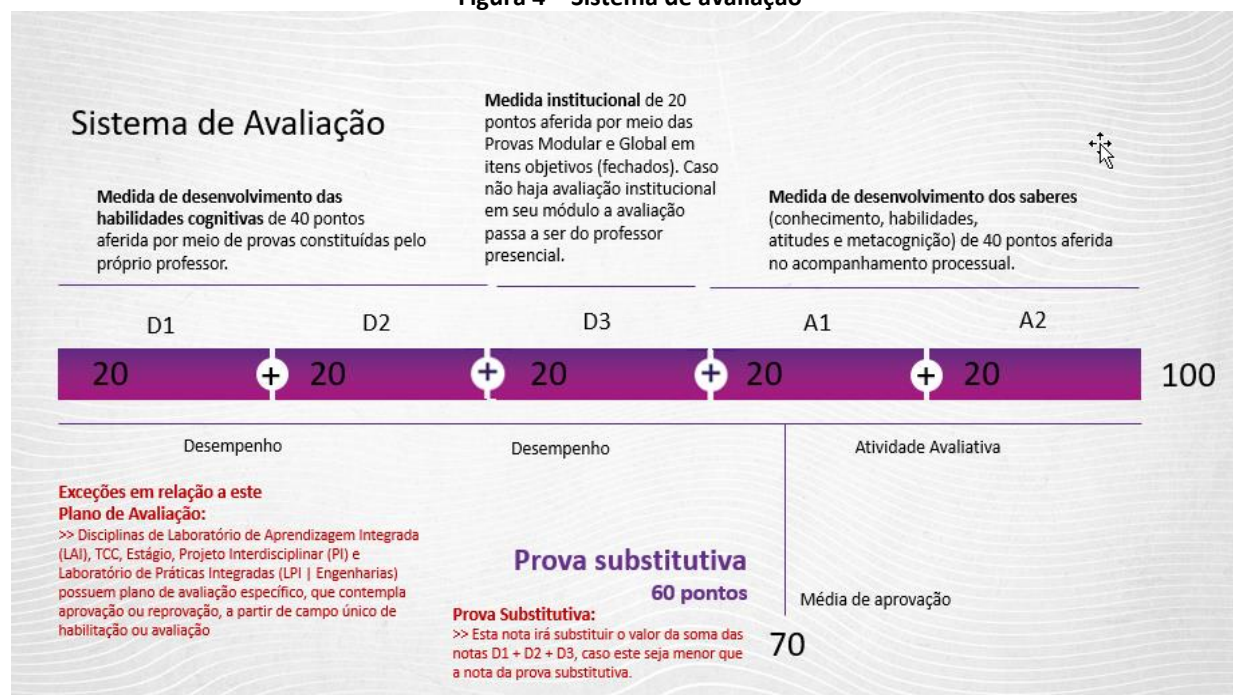 Figura 4 – Sistema de avaliação
Sistema de Avaliação
Medida de desenvolvimento das
habilidades cognitivas de 40 pontos
aferida por meio de provas constituídas pelo
próprio professor.
Medida institucional de 20
pontos aferida por meio das
Provas Modular e Global em
itens objetivos (fechados). Caso
não haja avaliação institucional
em seu módulo a avaliação
passa a ser do professor
presencial.
Medida de desenvolvimento dos saberes
(conhecimento, habilidades,
atitudes e metacognição) de 40 pontos aferida
no acompanhamento processual.
D1 D2 D3 A1 A2
20 + 20 + 20 + 20 + 20 100
Desempenho Desempenho Atividade Avaliativa
Exceções em relação a este
Plano de Avaliação:
>> Disciplinas de Laboratório de Aprendizagem Integrada
(LAI), TCC, Estágio, Projeto Interdisciplinar (PI) e
Laboratório de Práticas Integradas (LPI | Engenharias)
possuem plano de avaliação específico, que contempla
aprovação ou reprovação, a partir de campo único de
habilitação ou avaliação
Prova substitutiva
60 pontos
Prova Substitutiva:
>> Esta nota irá substituir o valor da soma das
notas D1 + D2 + D3, caso este seja menor que
a nota da prova substitutiva.
Média de aprovação
70